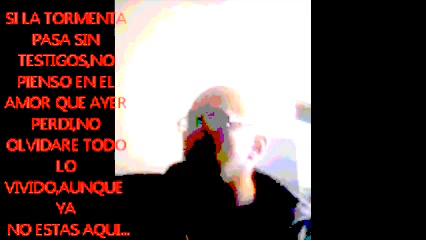 SI LA TORMENTA
PASA SIN
TESTIGOS,NO
PIENSO EN EL
AMOR QUE AYER
PERDI,NO
OLVIDARE TODO
LO
VIVIDO,AUNQUE
YA
NO ESTAS AQUI...